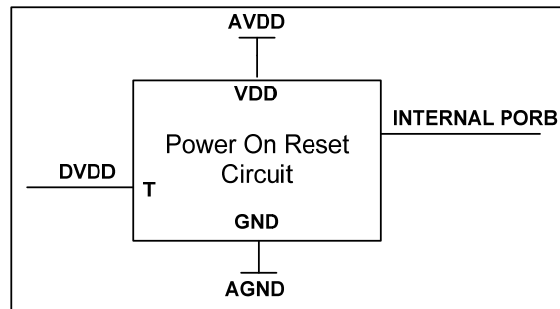 AVDD
VDD
INTERNAL PORB
Power On Reset
Circuit
DVDD
T
GND
AGND